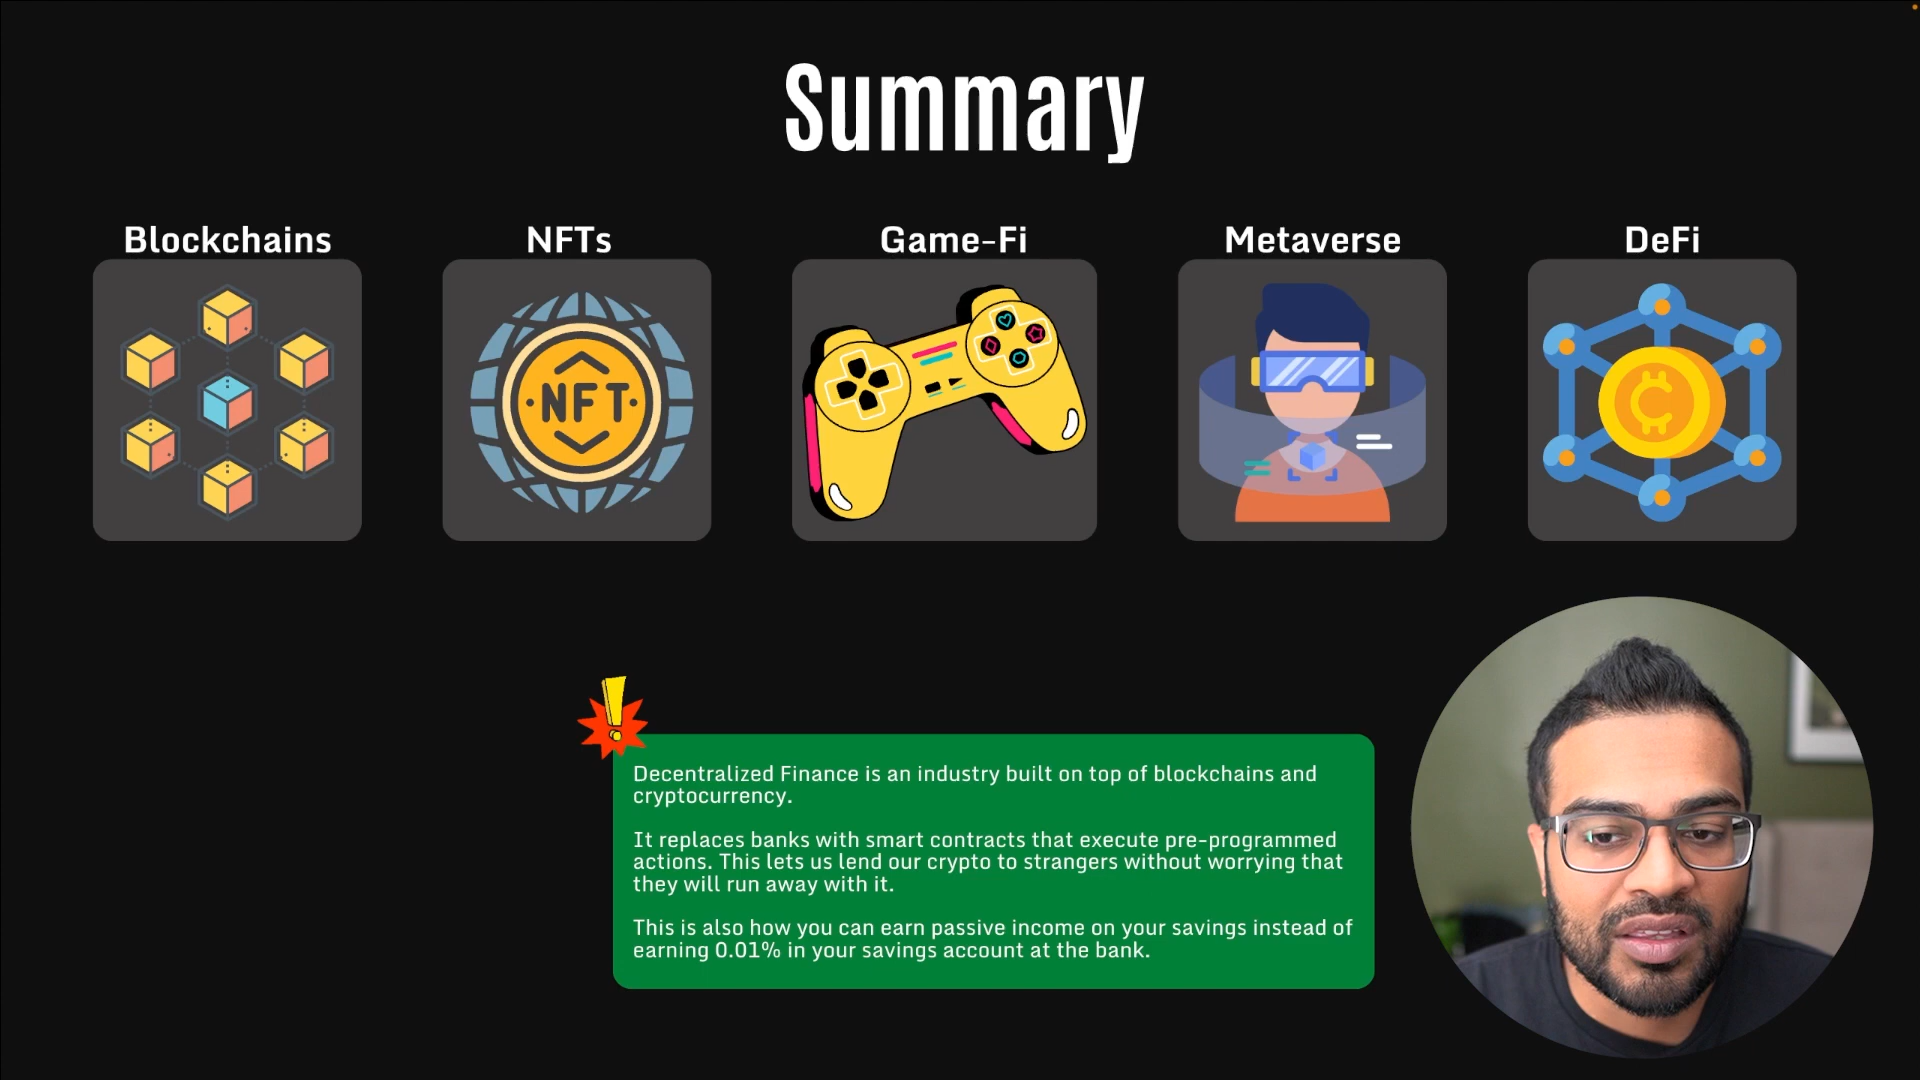 Summary
Blockchains
NFTs
Game-Fi
Metaverse
DeFi
NFT
Decentralized Finance is an industry built on top of blockchains and
cryptocurrency.
It replaces banks with smart contracts that execute pre-programmed
actions. This lets us lend our crypto to strangers without worrying that
they will run away with it.
This is also how you can earn passive income on your savings instead of
earning 0.01% in your savings account at the bank.